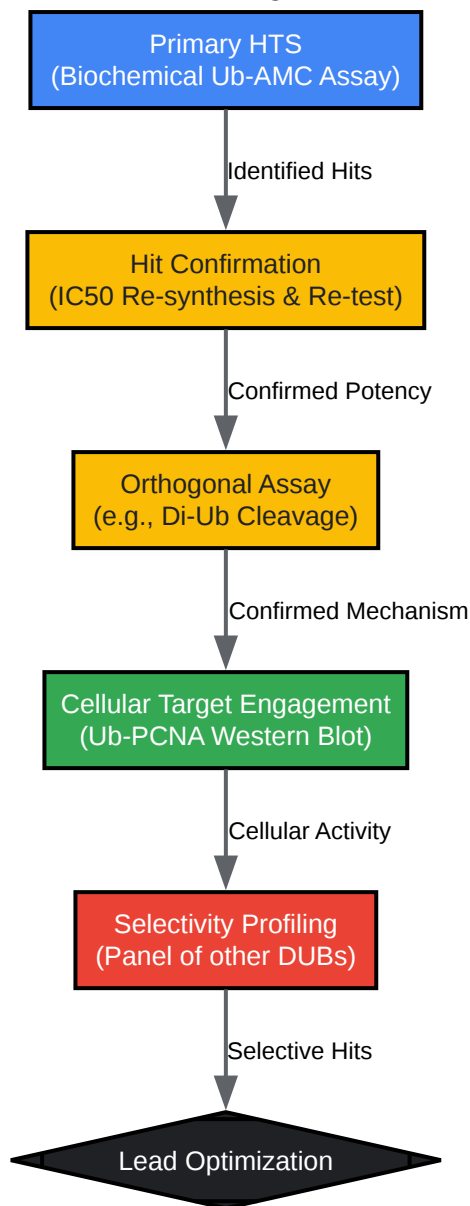 Primary HTS
(Biochemical Ub-AMC Assay)
Identified Hits
Hit Confirmation
(IC50 Re-synthesis & Re-test)
Confirmed Potency
Orthogonal Assay
(e.g., Di-Ub Cleavage)
Confirmed Mechanism
Cellular Target Engagement
(Ub-PCNA Western Blot)
Cellular Activity
Selectivity Profiling
(Panel of other DUBs)
Selective Hits
Lead Optimization